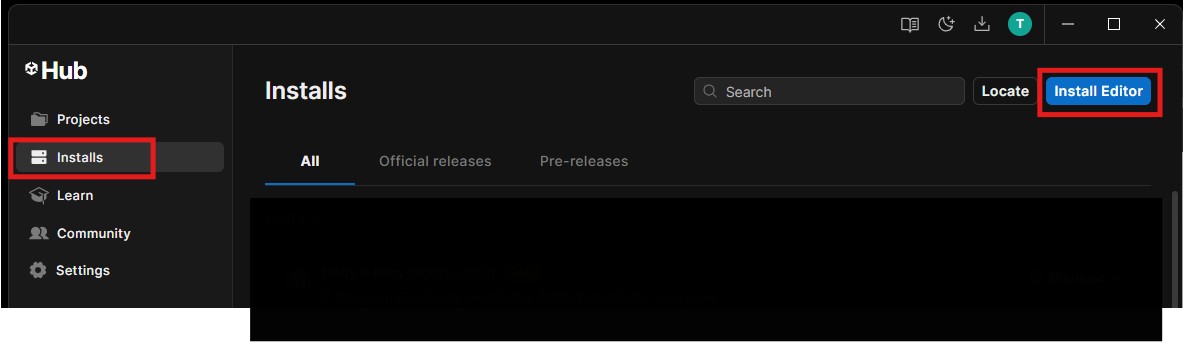 T
Hub
Installs
Search
Locate
Install Editor
Projects
Installs
Learn
Community
Settings
All
Official releases
Pre-releases